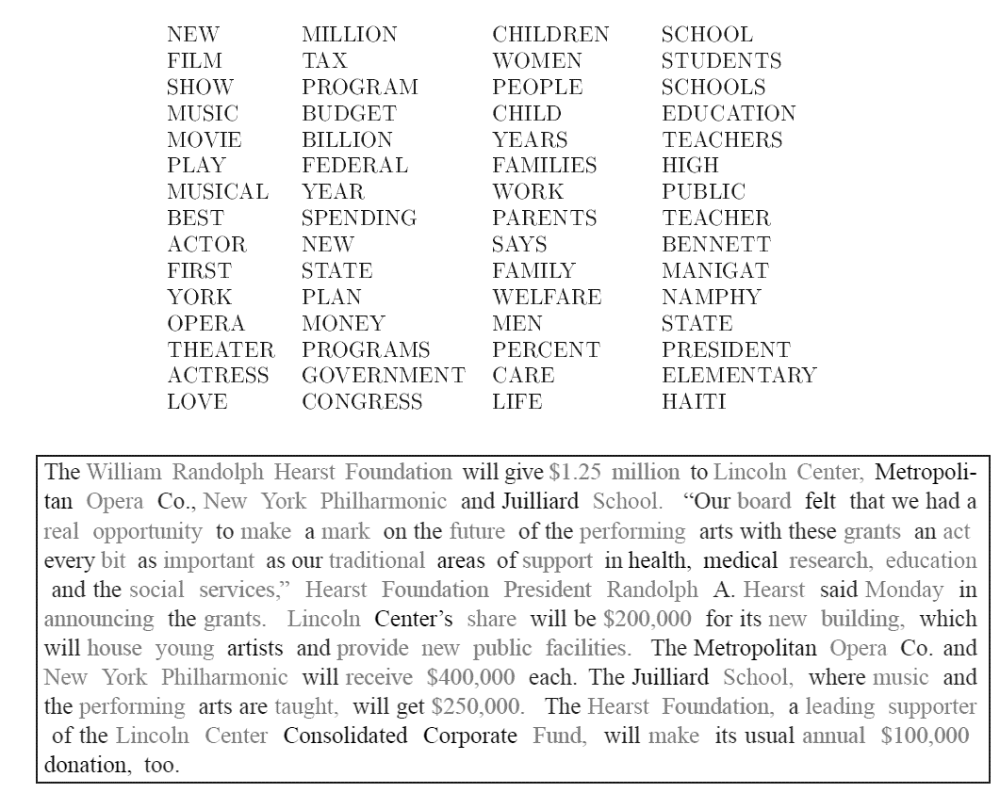 NEW MILLION CHILDREN SCHOOL
FILM TAX WOMEN STUDENTS
SHOW PROGRAM PEOPLE SCHOOLS
MUSIC BUDGET CHILD EDUCATION
MOVIE BILLION YEARS TEACHERS
PLAY FEDERAL FAMILIES HIGH
MUSICAL YEAR WORK PUBLIC
BEST SPENDING PARENTS TEACHER
ACTOR NEW SAYS BENNETT
FIRST STATE FAMILY MANIGAT
YORK PLAN WELFARE NAMPHY
OPERA MONEY MEN STATE
THEATER PROGRAMS PERCENT PRESIDENT
ACTRESS GOVERNMENT CARE ELEMENTARY
LOVE CONGRESS LIFE HAITI
The William Randolph Hearst Foundation will give $1.25 million to Lincoln Center, Metropoli-
tan Opera Co., New York Philharmonic and Juilliard School. “Our board felt that we had a
real opportunity to make a mark on the future of the performing arts with these grants an act
every bit as important as our traditional areas of support in health, medical research, education
and the social services,” Hearst Foundation President Randolph A. Hearst said Monday in
announcing the grants. Lincoln Center’s share will be $200,000 for its new building, which
will house young artists and provide new public facilities. The Metropolitan Opera Co. and
New York Philharmonic will receive $400,000 each. The Juilliard School, where music and
the performing arts are taught, will get $250,000. The Hearst Foundation, a leading supporter
of the Lincoln Center Consolidated Corporate Fund, will make its usual annual $100,000
donation, too.